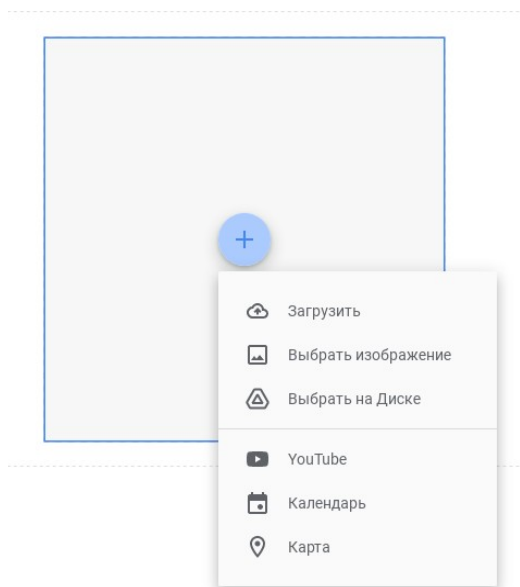 Загрузить
Выбрать изображение
Выбрать на Диске
YouTube
Календарь
Карта